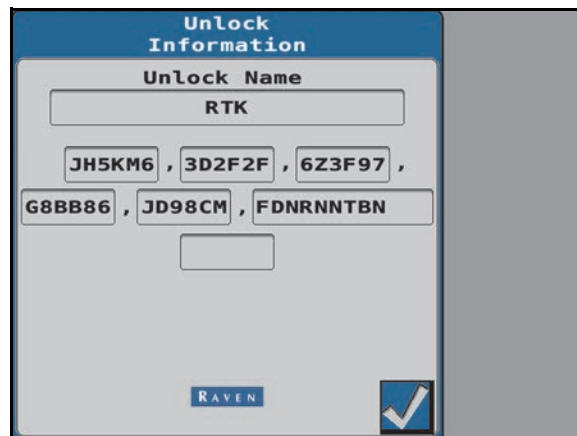 Unlock
Information
Unlock Name
RTK
JH5KM6 , 3D2F2F , 6Z3F97 ,
G8BB86 , JD98CM , FDNRNNTBN
RAVEN